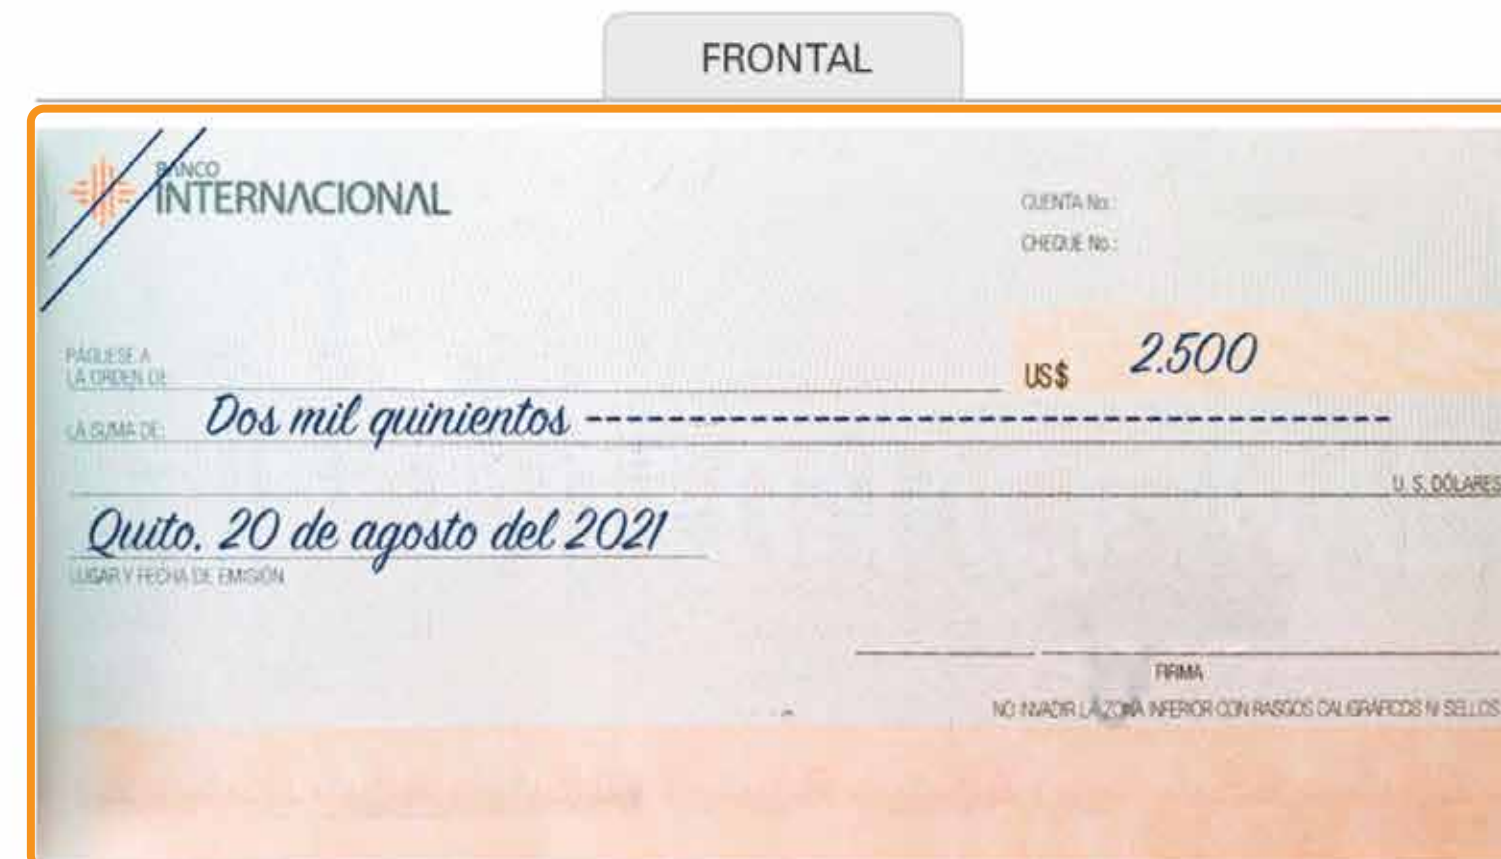 FRONTAL
BANCO
INTERNACIONAL
CUENTA No.:
CHEQUE No.:
PÁGUESE A
LA ORDEN DE:
US$ 2.500
LA SUMA DE: Dos mil quinientos --------------------------------------
U. S. DÓLARES
Quito, 20 de agosto del 2021
LUGAR Y FECHA DE EMISIÓN
FIRMA
NO INVADIR LA ZONA INFERIOR CON RASGOS CALIGRÁFICOS NI SELLOS